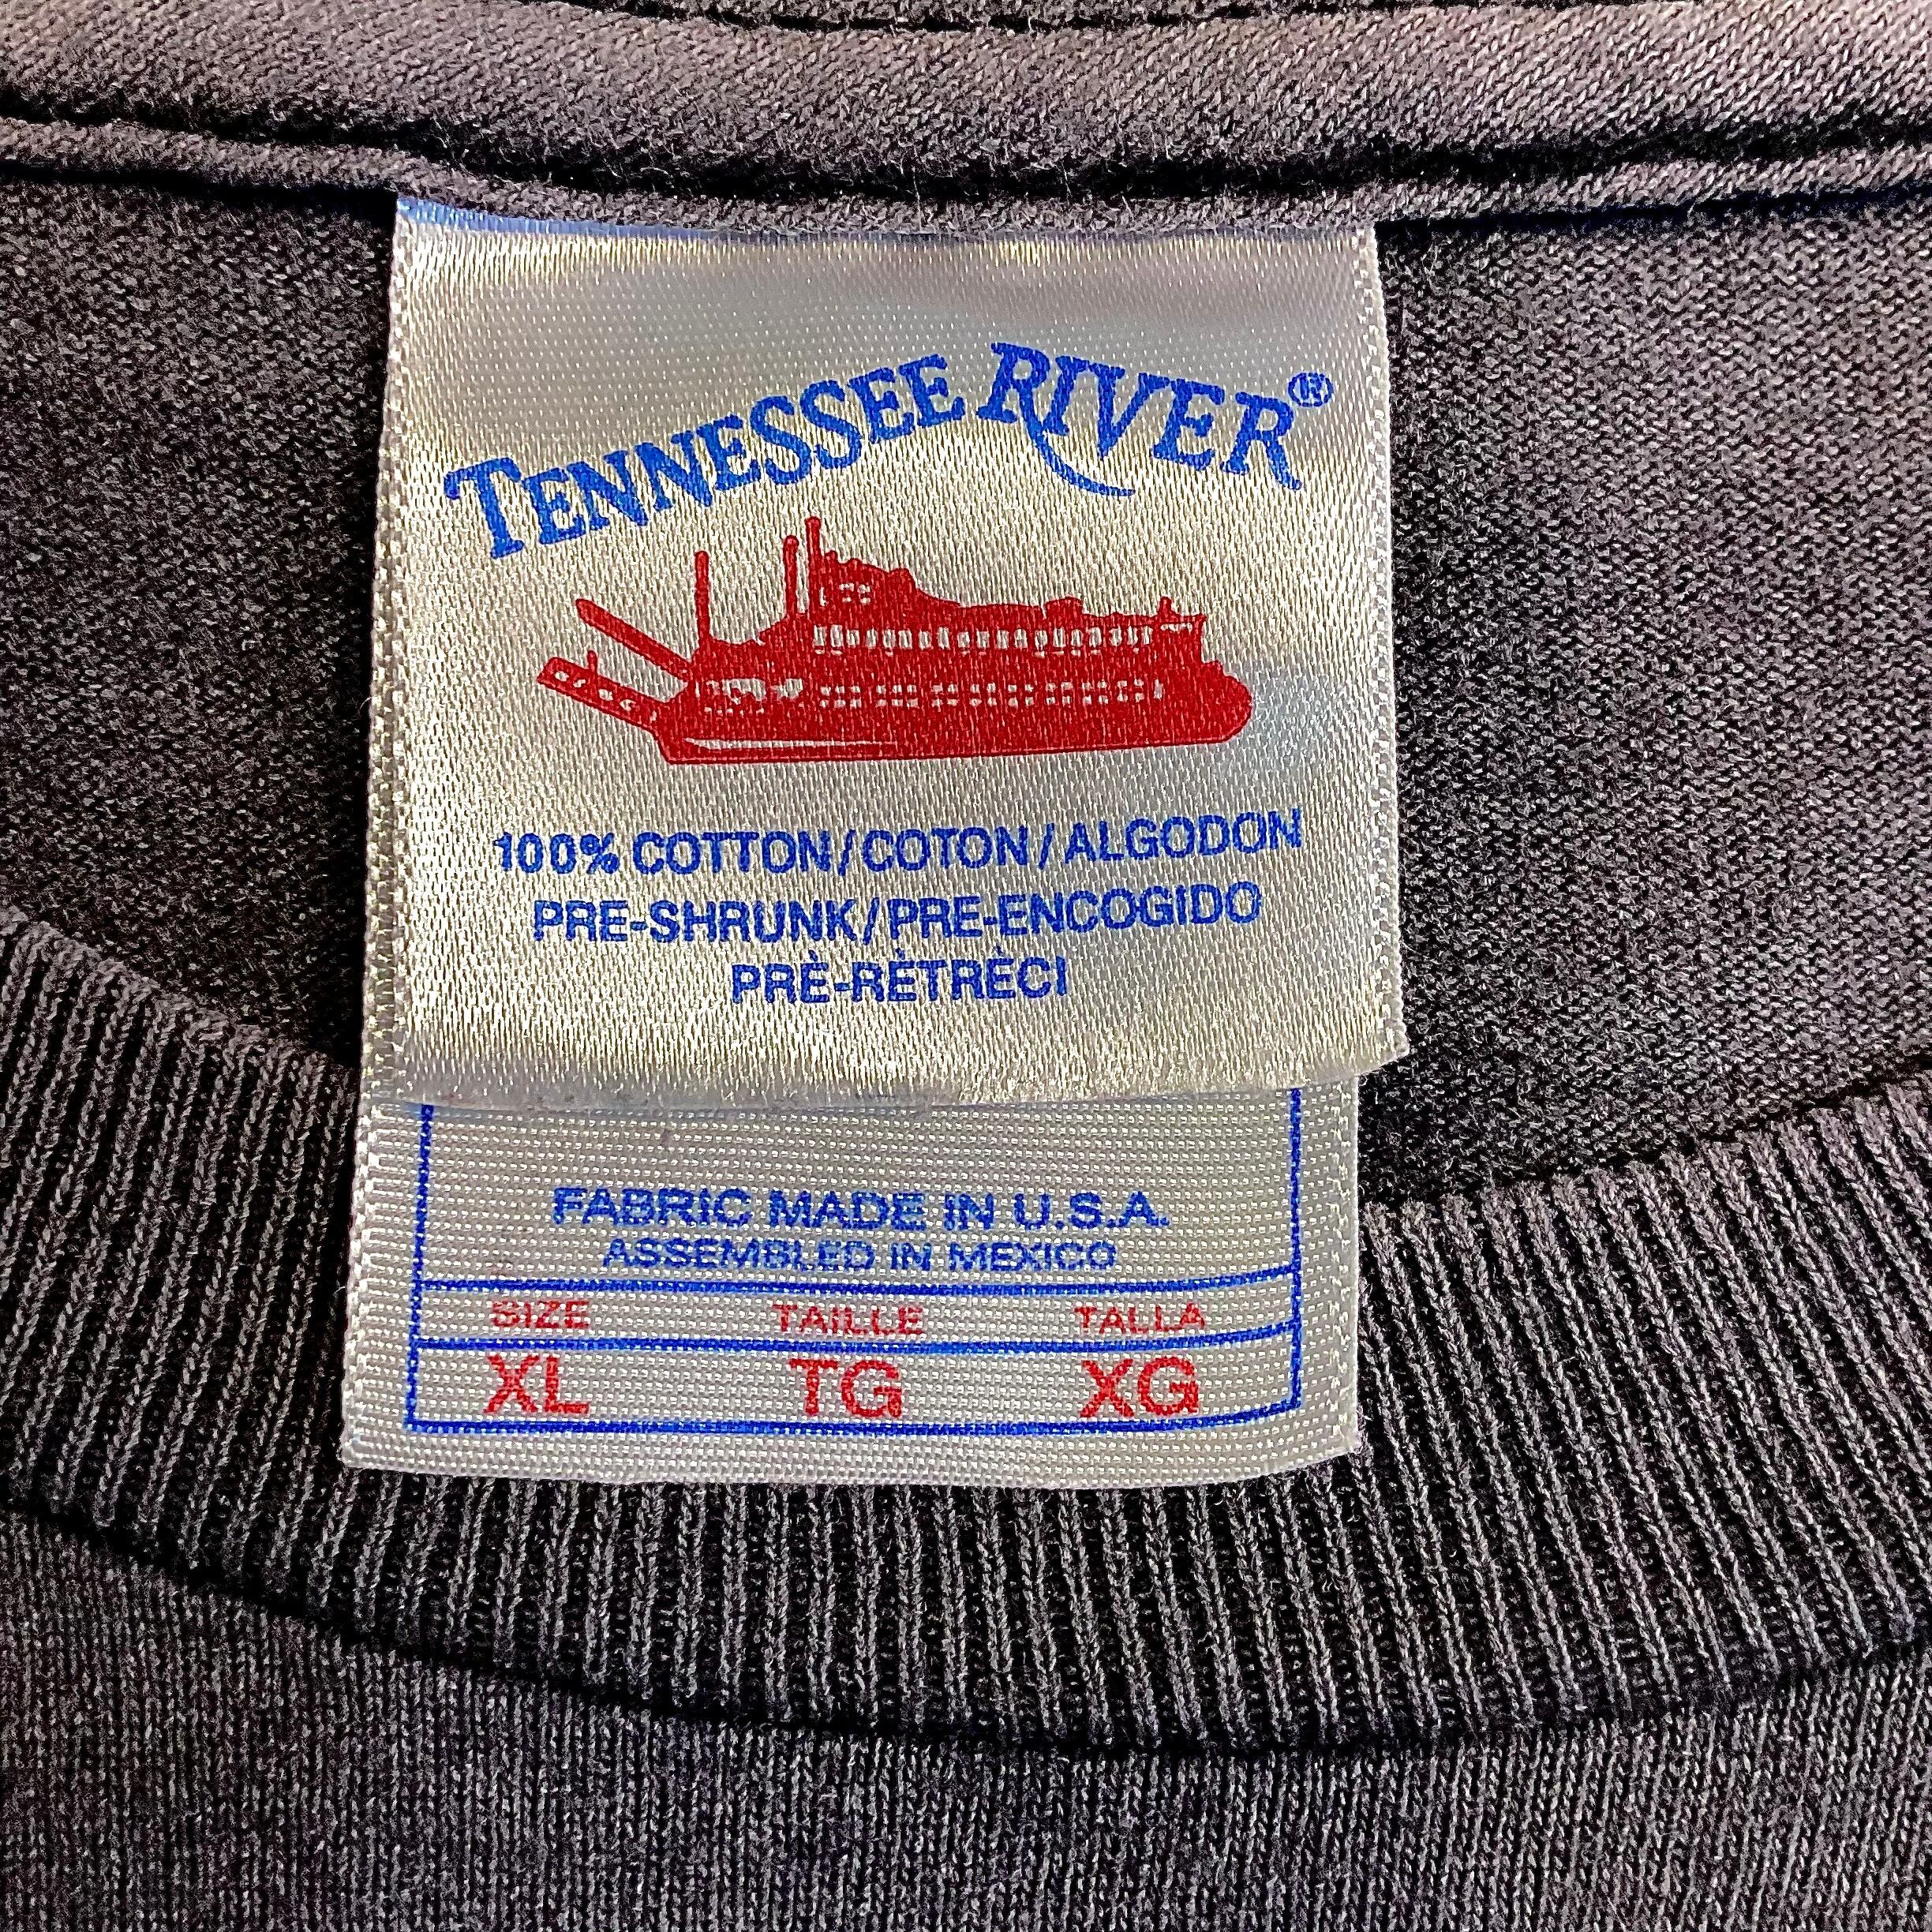 TENNESSEE RIVER®
100% COTTON/COTON/ALGODON
PRE-SHRUNK/PRE-ENCOGIDO
PRÈ-RÈTRÈCI
FABRIC MADE IN U.S.A.
ASSEMBLED IN MEXICO
SIZE TAILLE TALLA
XL TG XG